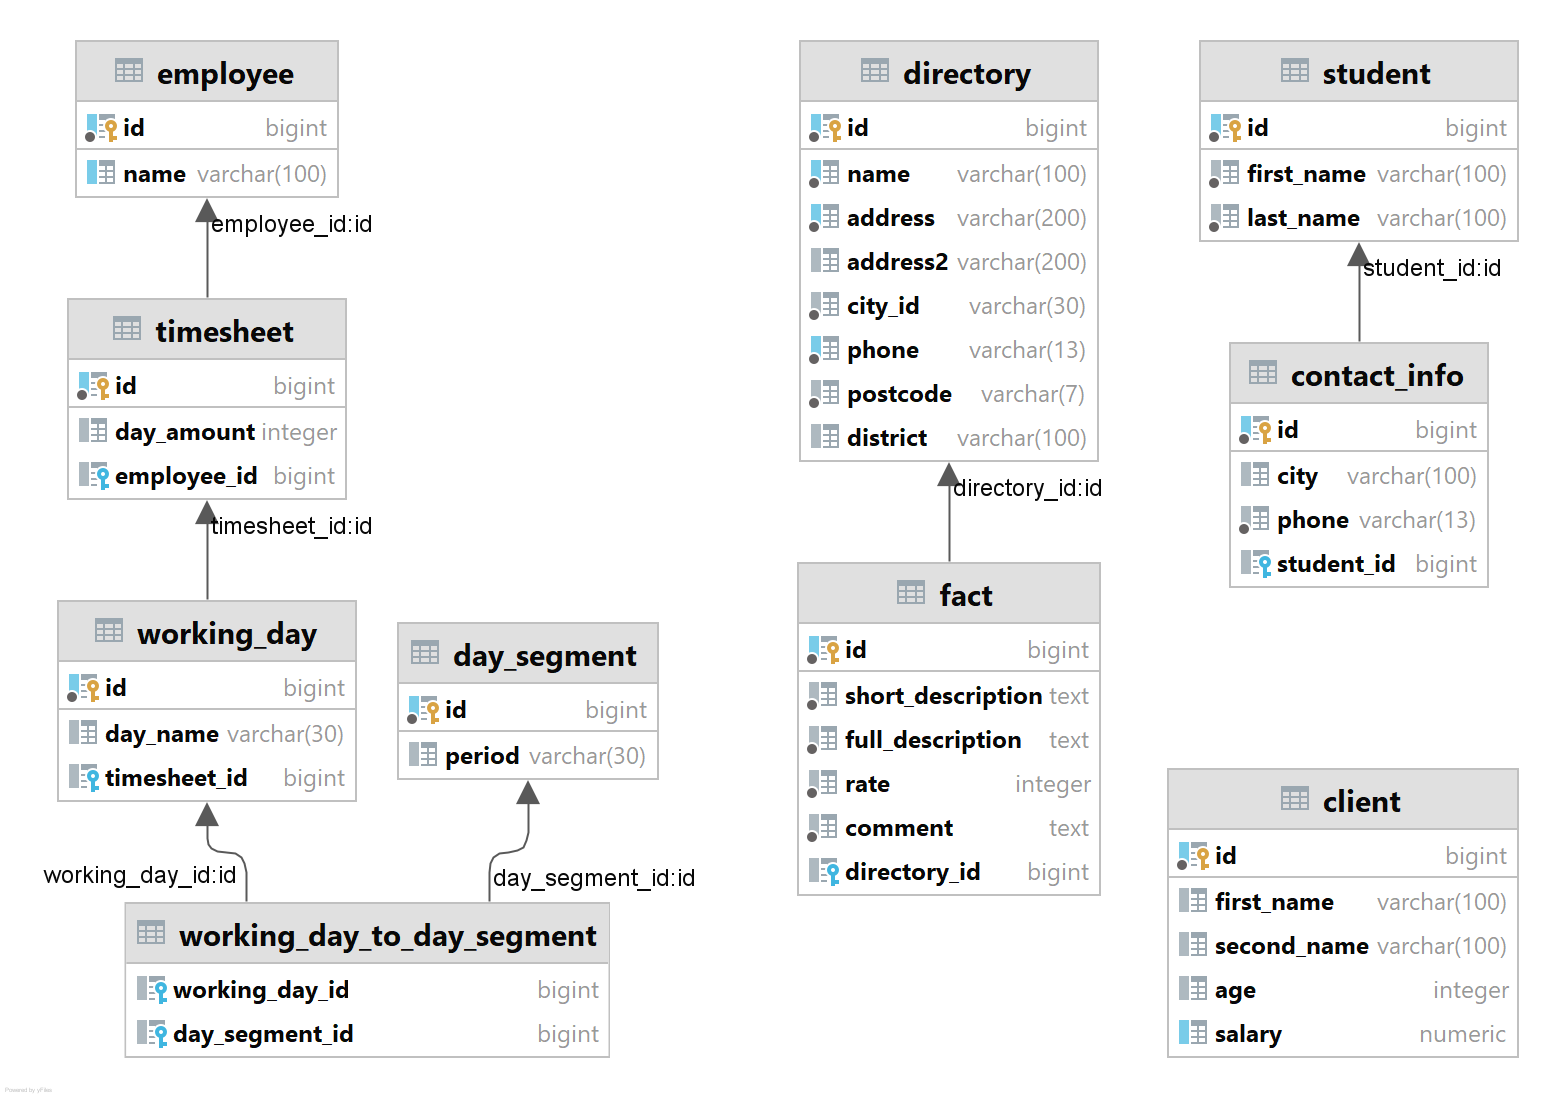 employee
id bigint
name varchar(100)
employee_id:id
timesheet
id bigint
day_amount integer
employee_id bigint
timesheet_id:id
working_day
id bigint
day_name varchar(30)
timesheet_id bigint
day_segment
id bigint
period varchar(30)
working_day_id:id
day_segment_id:id
working_day_to_day_segment
working_day_id bigint
day_segment_id bigint
directory
id bigint
name varchar(100)
address varchar(200)
address2 varchar(200)
city_id varchar(30)
phone varchar(13)
postcode varchar(7)
district varchar(100)
directory_id:id
fact
id bigint
short_description text
full_description text
rate integer
comment text
directory_id bigint
student
id bigint
first_name varchar(100)
last_name varchar(100)
student_id:id
contact_info
id bigint
city varchar(100)
phone varchar(13)
student_id bigint
client
id bigint
first_name varchar(100)
second_name varchar(100)
age integer
salary numeric
Powered by yFiles